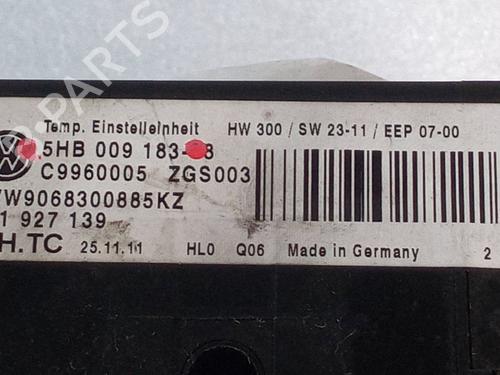 Temp. Einstelleinheit HW 300 / SW 23-11 / EEP 07-00
5HB 009 183-
C9960005 ZGS003
VW9068300885KZ
1 927 139
H.TC 25.11.11 HL0 Q06 Made in Germany 2
PARTS